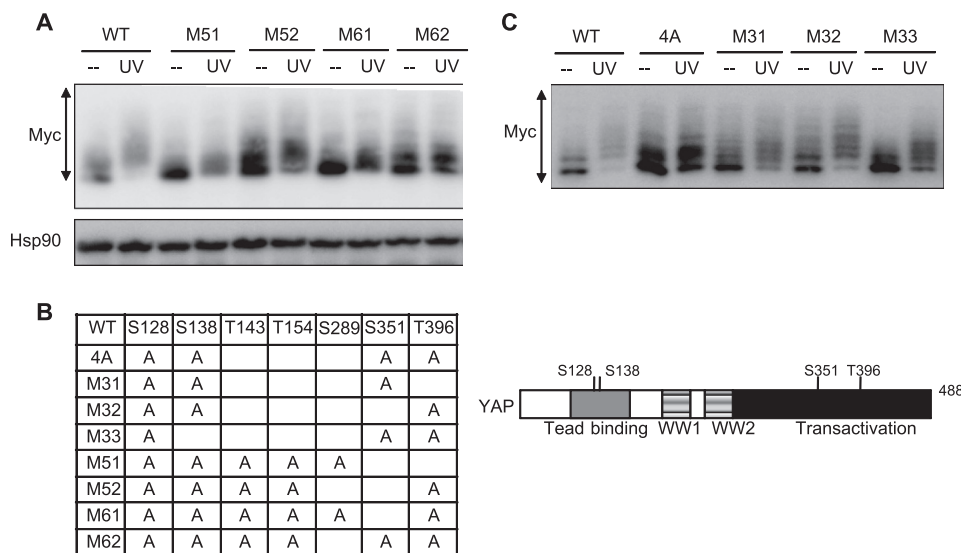 A
WT M51 M52 M61 M62
-- UV -- UV -- UV -- UV -- UV
Myc
Hsp90
C
WT 4A M31 M32 M33
-- UV -- UV -- UV -- UV -- UV
Myc
B
WT S128 S138 T143 T154 S289 S351 T396
4A A A A A
M31 A A A
M32 A A A
M33 A A A
M51 A A A A A
M52 A A A A A
M61 A A A A A A
M62 A A A A A A
S128 S138 S351 T396
488
YAP
Tead binding WW1 WW2 Transactivation